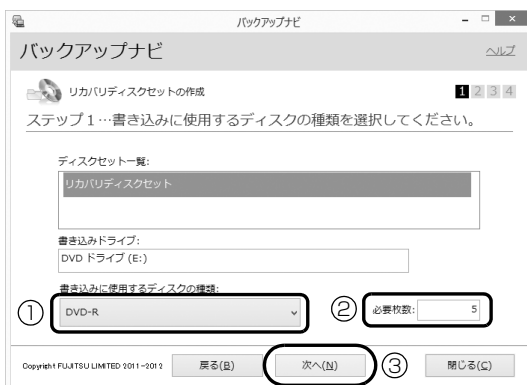 バックアップナビ
バックアップナビ
ヘルプ
リカバリディスクセットの作成
1 2 3 4
ステップ1…書き込みに使用するディスクの種類を選択してください。
ディスクセット一覧:
リカバリディスクセット
書き込みドライブ:
DVD ドライブ (E:)
書き込みに使用するディスクの種類:
① DVD-R
② 必要枚数: 5
Copyright FUJITSU LIMITED 2011-2012
戻る(B)
次へ(N)
③
閉じる(C)